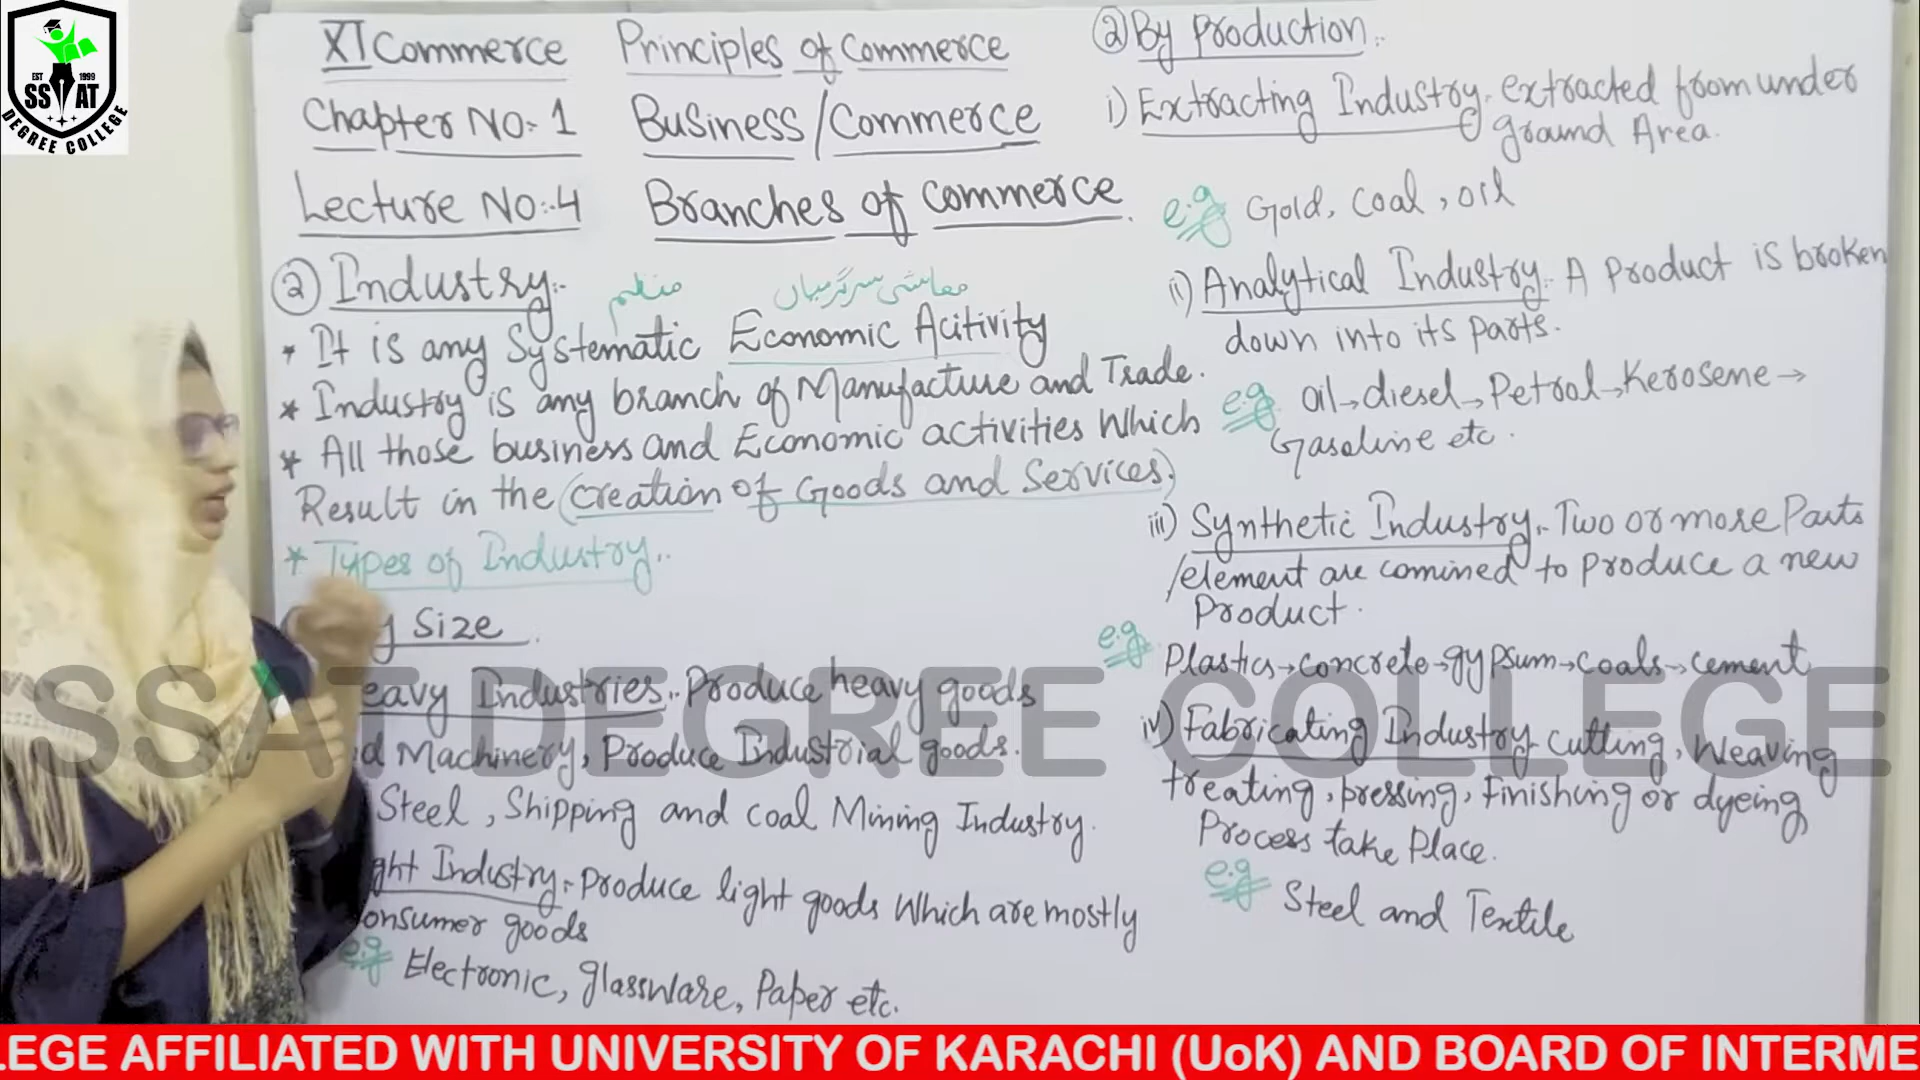 EST 1999
SSAT
DEGREE COLLEGE
XI Commerce Principles of Commerce
Chapter No:- 1 Business/Commerce
Lecture No:-4 Branches of Commerce.
② Industry:-
منظم معاشی سرگرمیاں
* It is any Systematic Economic Acitivity
* Industry is any branch of Manufacture and Trade.
* All those business and Economic activities Which
Result in the (creation of Goods and Services).
* Types of Industry:-
y Size
eavy Industries:- Produce heavy goods
d Machinery, Produce Industrial goods.
Steel, Shipping and coal Mining Industry.
ght Industry:- Produce light goods Which are mostly
onsumer goods
e.g Electronic, glassware, Paper etc.
② By Production:-
i) Extracting Industry:- extracted from under
ground Area.
e.g Gold, coal, oil
ii) Analytical Industry:- A Product is broken
down into its parts.
e.g oil→diesel→Petrol→Kerosene→
Gasoline etc.
iii) Synthetic Industry:- Two or more Parts
/element are comined to produce a new
Product.
e.g Plastics→concrete→gypsum→coals→cement
iv) Fabricating Industry:- cutting, Weaving
treating, pressing, Finishing or dyeing
Process take Place.
e.g Steel and Textile
SSAT DEGREE COLLEGE
LEGE AFFILIATED WITH UNIVERSITY OF KARACHI (UoK) AND BOARD OF INTERME